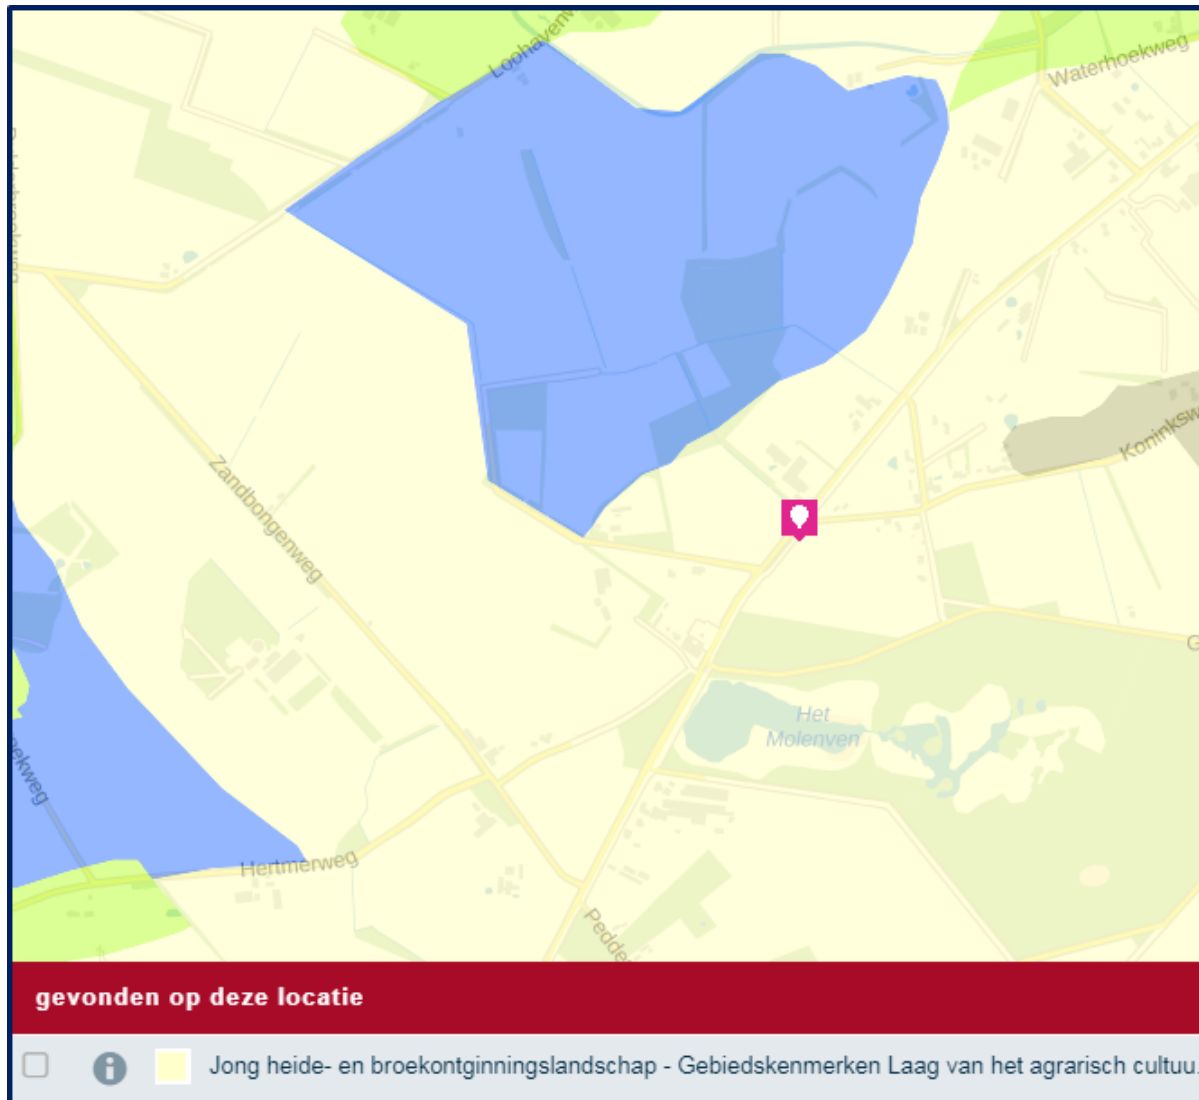 Waterhoekweg
Koninksw
Zandbongenweg
Het
Molenven
G
ekweg
Hertmerweg
Pedde
gevonden op deze locatie
Jong heide- en broekontginningslandschap - Gebiedskenmerken Laag van het agrarisch cultuu.